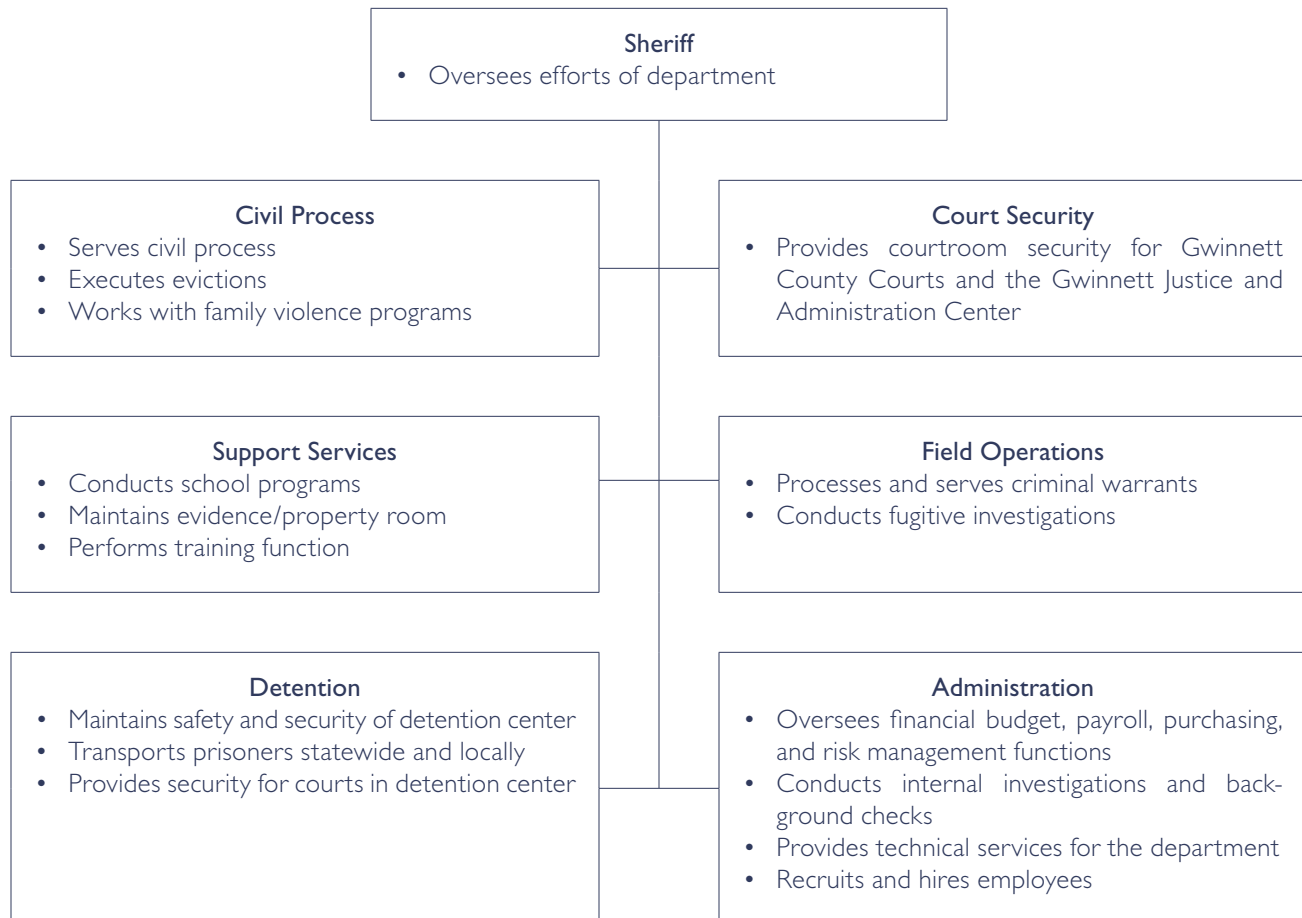 Sheriff
• Oversees efforts of department
Civil Process
• Serves civil process
• Executes evictions
• Works with family violence programs
Court Security
• Provides courtroom security for Gwinnett
County Courts and the Gwinnett Justice and
Administration Center
Support Services
• Conducts school programs
• Maintains evidence/property room
• Performs training function
Field Operations
• Processes and serves criminal warrants
• Conducts fugitive investigations
Detention
• Maintains safety and security of detention center
• Transports prisoners statewide and locally
• Provides security for courts in detention center
Administration
• Oversees financial budget, payroll, purchasing,
and risk management functions
• Conducts internal investigations and back-
ground checks
• Provides technical services for the department
• Recruits and hires employees